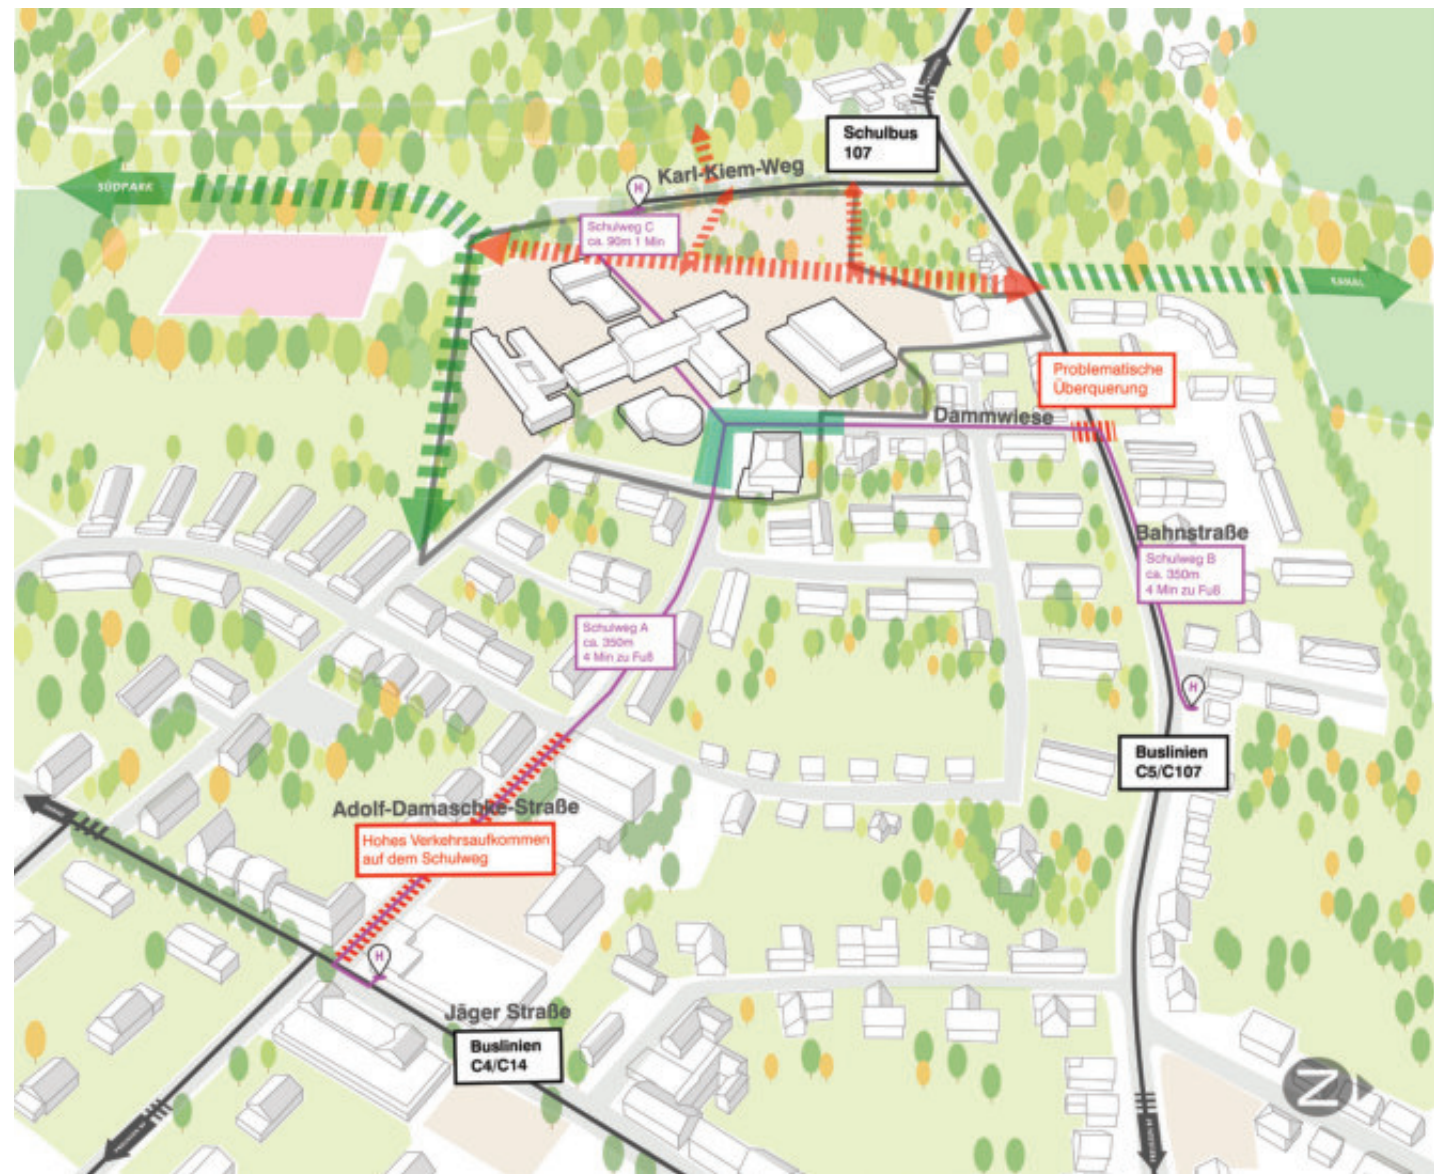 Schulbus
107
Karl-Kiem-Weg
SÜDPARK
H
Schulweg C
ca. 90m 1 Min
KANAL
Problematische
Überquerung
Dammwiese
Bahnstraße
Schulweg B
ca. 350m
4 Min zu Fuß
Schulweg A
ca. 350m
4 Min zu Fuß
H
Buslinien
C5/C107
Adolf-Damaschke-Straße
Hohes Verkehrsaufkommen
auf dem Schulweg
H
Jäger Straße
Buslinien
C4/C14
N